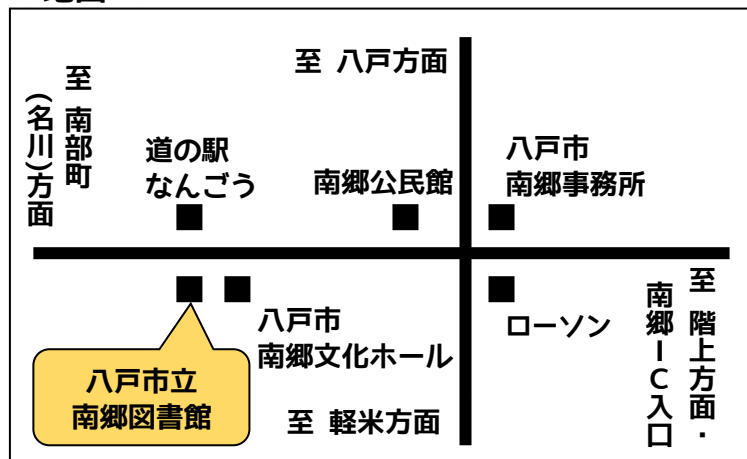 至 八戸方面
至 南部町
(名川)方面
道の駅
なんごう
南郷公民館
八戸市
南郷事務所
八戸市
南郷文化ホール
ローソン
至 階上方面・
南郷IC入口
八戸市立
南郷図書館
至 軽米方面